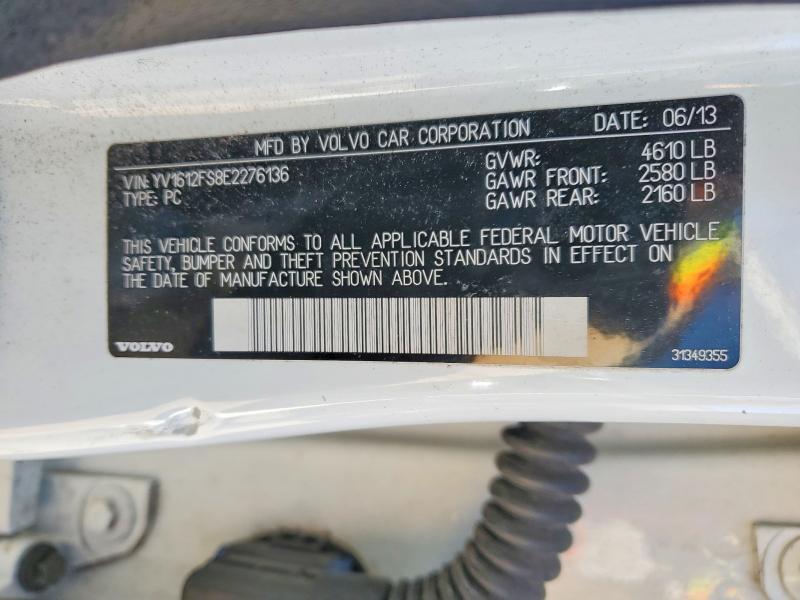 MFD BY VOLVO CAR CORPORATION DATE: 06/13
VIN: YV1612FS8E2276136
TYPE: PC
GVWR: 4610 LB
GAWR FRONT: 2580 LB
GAWR REAR: 2160 LB
THIS VEHICLE CONFORMS TO ALL APPLICABLE FEDERAL MOTOR VEHICLE
SAFETY, BUMPER AND THEFT PREVENTION STANDARDS IN EFFECT ON
THE DATE OF MANUFACTURE SHOWN ABOVE.
VOLVO
31349355